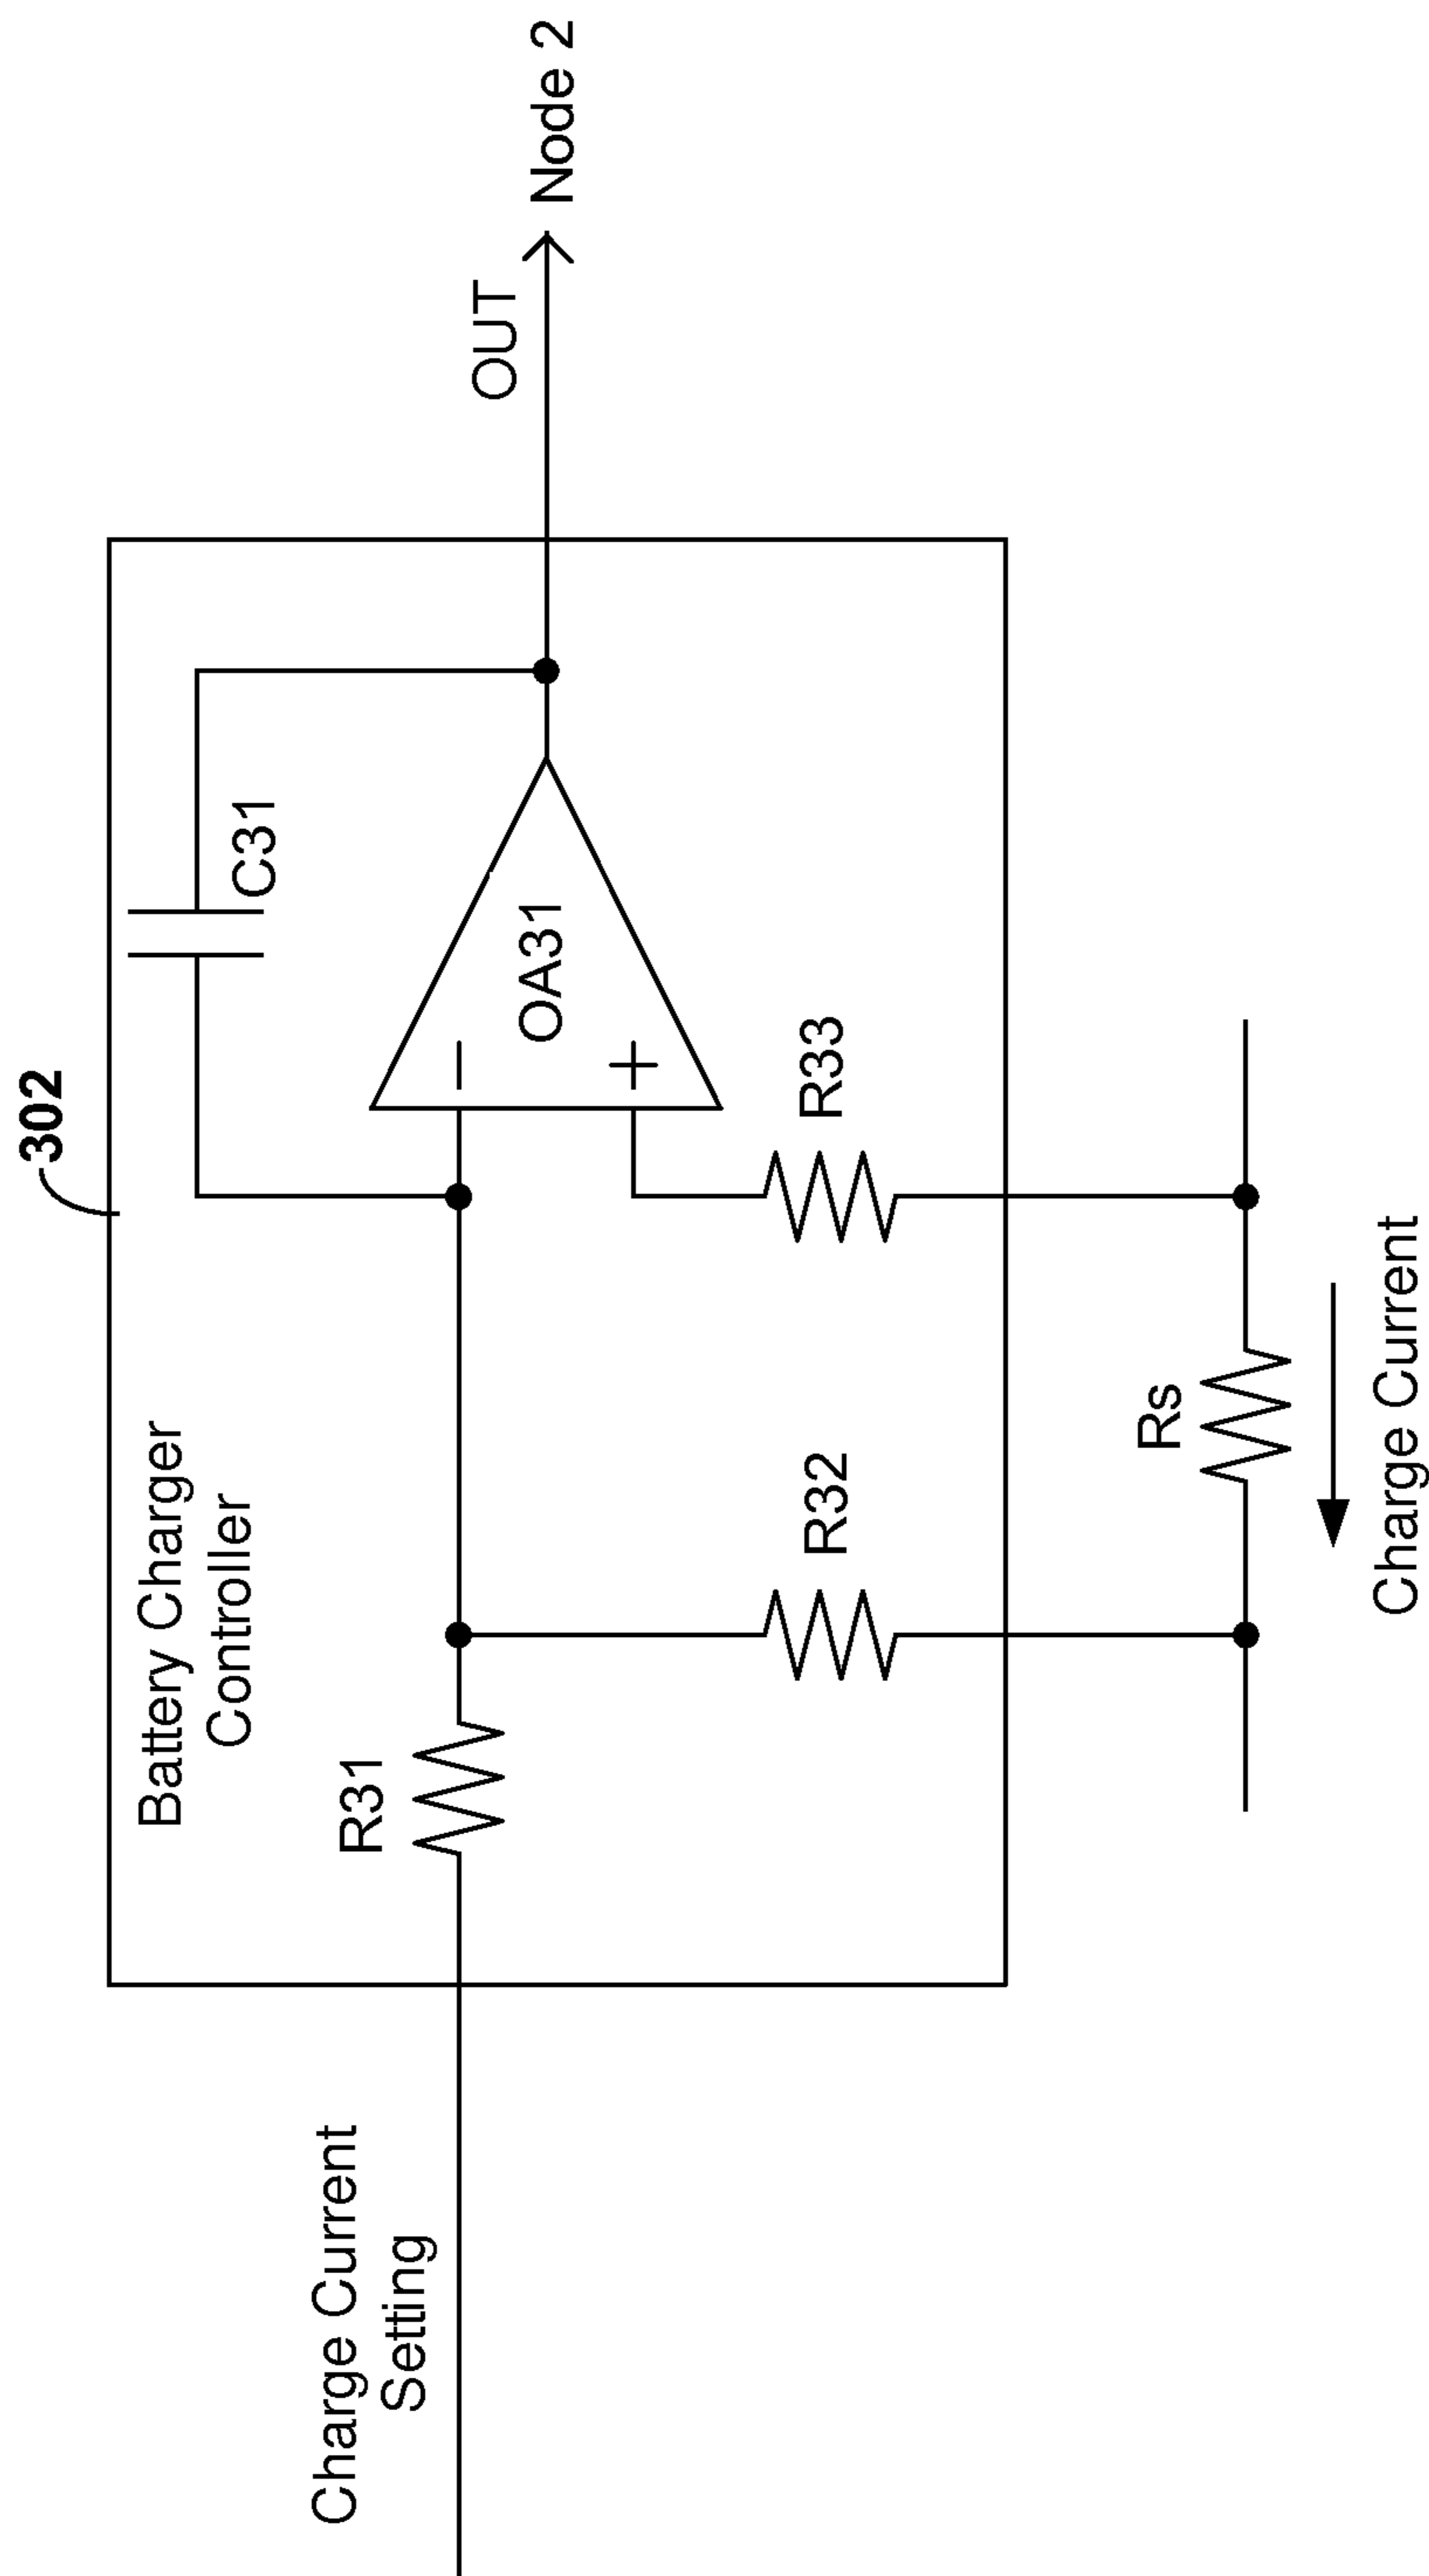 302
Battery Charger
Controller
C31
Charge Current
Setting
R31
OA31
−
+
OUT
Node 2
R32
R33
Rs
Charge Current